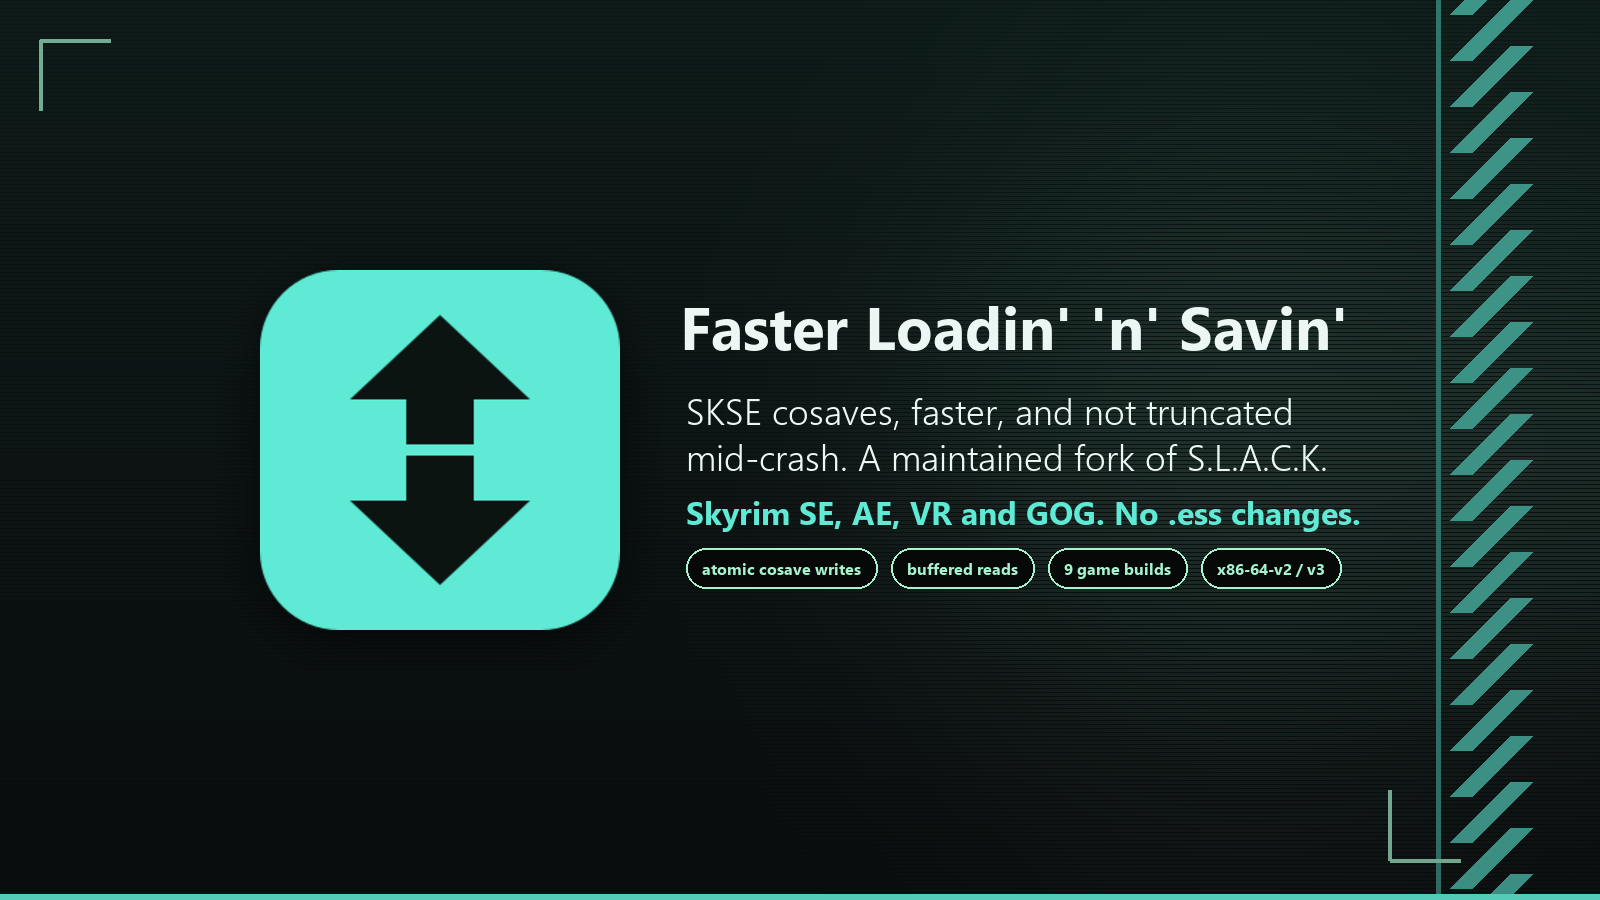 Faster Loadin' 'n' Savin'
SKSE cosaves, faster, and not truncated
mid-crash. A maintained fork of S.L.A.C.K.
Skyrim SE, AE, VR and GOG. No .ess changes.
atomic cosave writes
buffered reads
9 game builds
x86-64-v2 / v3